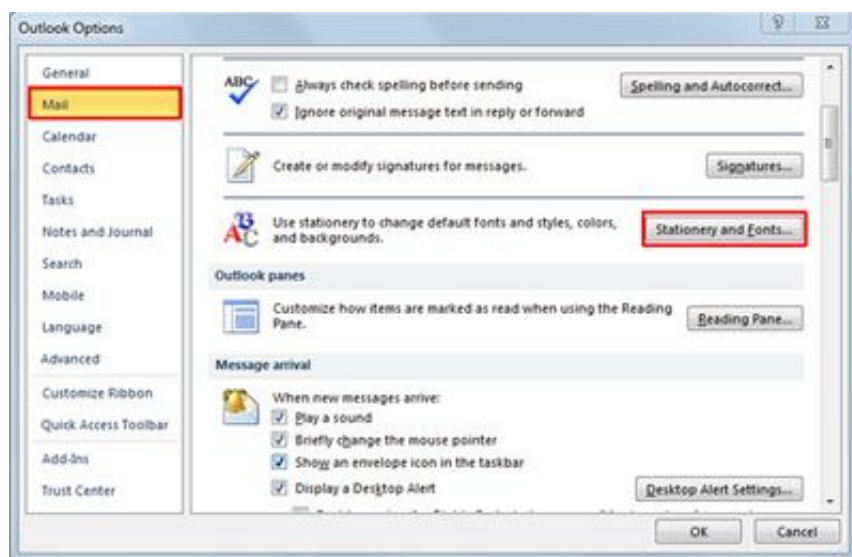 Outlook Options
General
Mail
Calendar
Contacts
Tasks
Notes and Journal
Search
Mobile
Language
Advanced
Customize Ribbon
Quick Access Toolbar
Add-Ins
Trust Center
ABC
Always check spelling before sending
Spelling and Autocorrect...
Ignore original message text in reply or forward
Create or modify signatures for messages.
Signatures...
Use stationery to change default fonts and styles, colors,
and backgrounds.
Stationery and Fonts...
Outlook panes
Customize how items are marked as read when using the Reading
Pane.
Reading Pane...
Message arrival
When new messages arrive:
Play a sound
Briefly change the mouse pointer
Show an envelope icon in the taskbar
Display a Desktop Alert
Desktop Alert Settings...
OK
Cancel